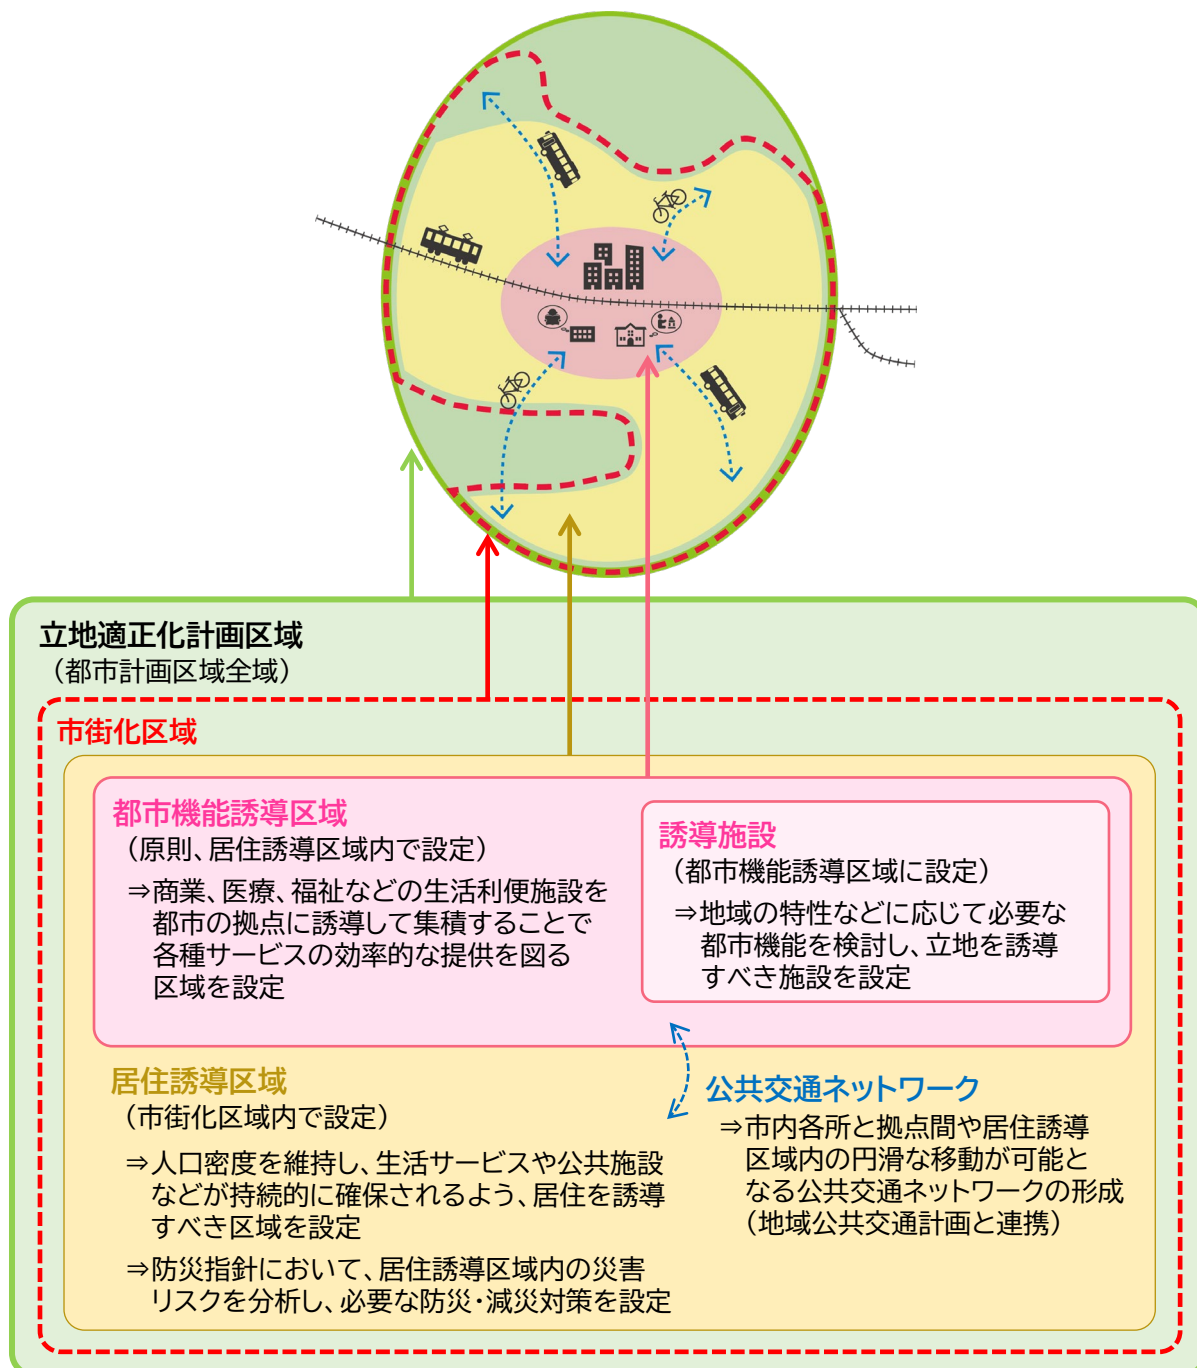 立地適正化計画区域
（都市計画区域全域）
市街化区域
都市機能誘導区域
（原則、居住誘導区域内で設定）
⇒商業、医療、福祉などの生活利便施設を
都市の拠点に誘導して集積することで
各種サービスの効率的な提供を図る
区域を設定
誘導施設
（都市機能誘導区域に設定）
⇒地域の特性などに応じて必要な
都市機能を検討し、立地を誘導
すべき施設を設定
居住誘導区域
（市街化区域内で設定）
⇒人口密度を維持し、生活サービスや公共施設
などが持続的に確保されるよう、居住を誘導
すべき区域を設定
⇒防災指針において、居住誘導区域内の災害
リスクを分析し、必要な防災・減災対策を設定
公共交通ネットワーク
⇒市内各所と拠点間や居住誘導
区域内の円滑な移動が可能と
なる公共交通ネットワークの形成
（地域公共交通計画と連携）